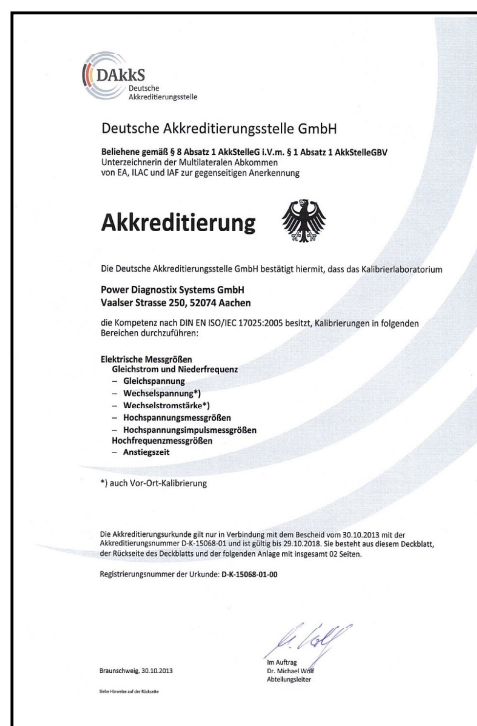 DAkkS
Deutsche
Akkreditierungsstelle
Deutsche Akkreditierungsstelle GmbH
Beliehene gemäß § 8 Absatz 1 AkkStelleG i.V.m. § 1 Absatz 1 AkkStelleGBV
Unterzeichnerin der Multilateralen Abkommen
von EA, ILAC und IAF zur gegenseitigen Anerkennung
Akkreditierung
Die Deutsche Akkreditierungsstelle GmbH bestätigt hiermit, dass das Kalibrierlaboratorium
Power Diagnostix Systems GmbH
Vaalser Strasse 250, 52074 Aachen
die Kompetenz nach DIN EN ISO/IEC 17025:2005 besitzt, Kalibrierungen in folgenden
Bereichen durchzuführen:
Elektrische Messgrößen
Gleichstrom und Niederfrequenz
– Gleichspannung
– Wechselspannung*)
– Wechselstromstärke*)
– Hochspannungsmessgrößen
– Hochspannungsimpulsmessgrößen
Hochfrequenzmessgrößen
– Anstiegszeit
*) auch Vor-Ort-Kalibrierung
Die Akkreditierungsurkunde gilt nur in Verbindung mit dem Bescheid vom 30.10.2013 mit der
Akkreditierungsnummer D-K-15068-01 und ist gültig bis 29.10.2018. Sie besteht aus diesem Deckblatt,
der Rückseite des Deckblatts und der folgenden Anlage mit insgesamt 02 Seiten.
Registrierungsnummer der Urkunde: D-K-15068-01-00
Im Auftrag
Braunschweig, 30.10.2013 Dr. Michael Wolf
Abteilungsleiter
Siehe Hinweise auf der Rückseite